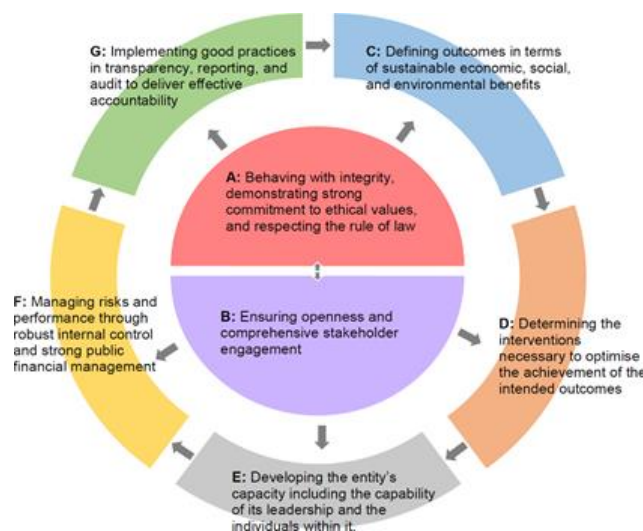 G: Implementing good practices
in transparency, reporting, and
audit to deliver effective
accountability
C: Defining outcomes in terms
of sustainable economic, social,
and environmental benefits
A: Behaving with integrity,
demonstrating strong
commitment to ethical values,
and respecting the rule of law
F: Managing risks and
performance through
robust internal control
and strong public
financial management
B: Ensuring openness and
comprehensive stakeholder
engagement
D: Determining the
interventions
necessary to optimise
the achievement of the
intended outcomes
E: Developing the entity's
capacity including the capability
of its leadership and the
individuals within it.